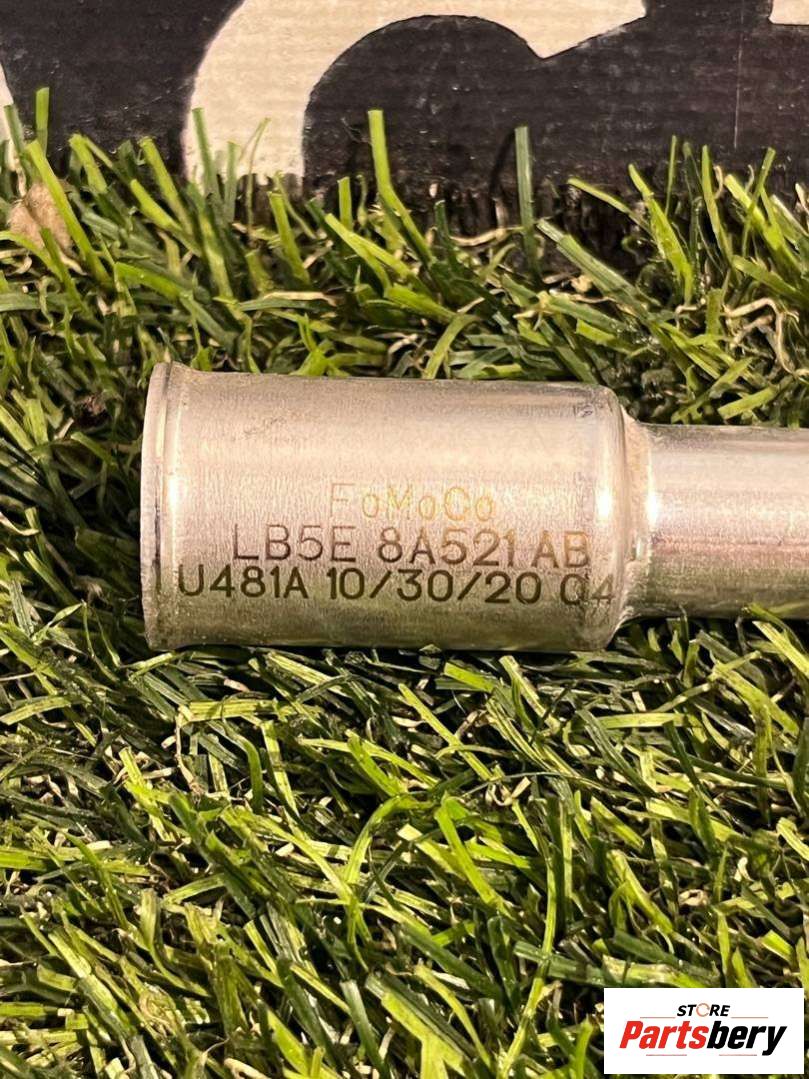 FoMoCo
LB5E 8A521 AB
U481A 10/30/20 04
STORE
Partsbery